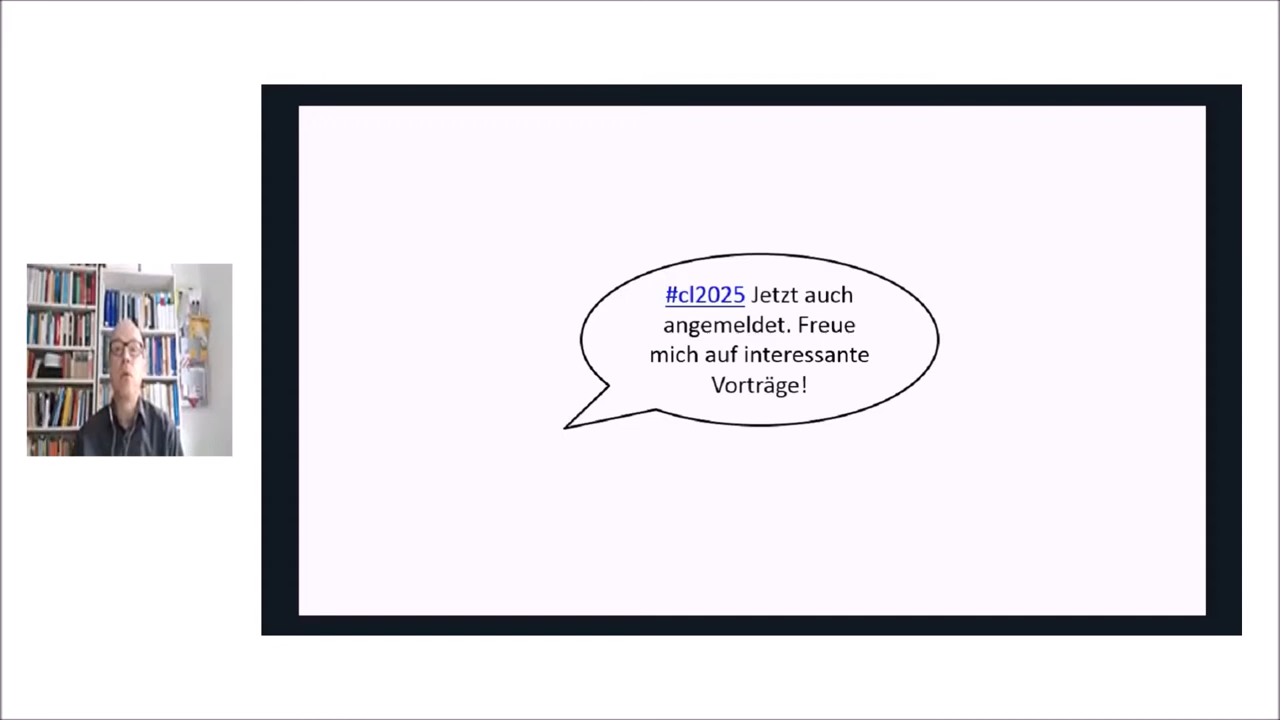 #cl2025 Jetzt auch
angemeldet. Freue
mich auf interessante
Vorträge!